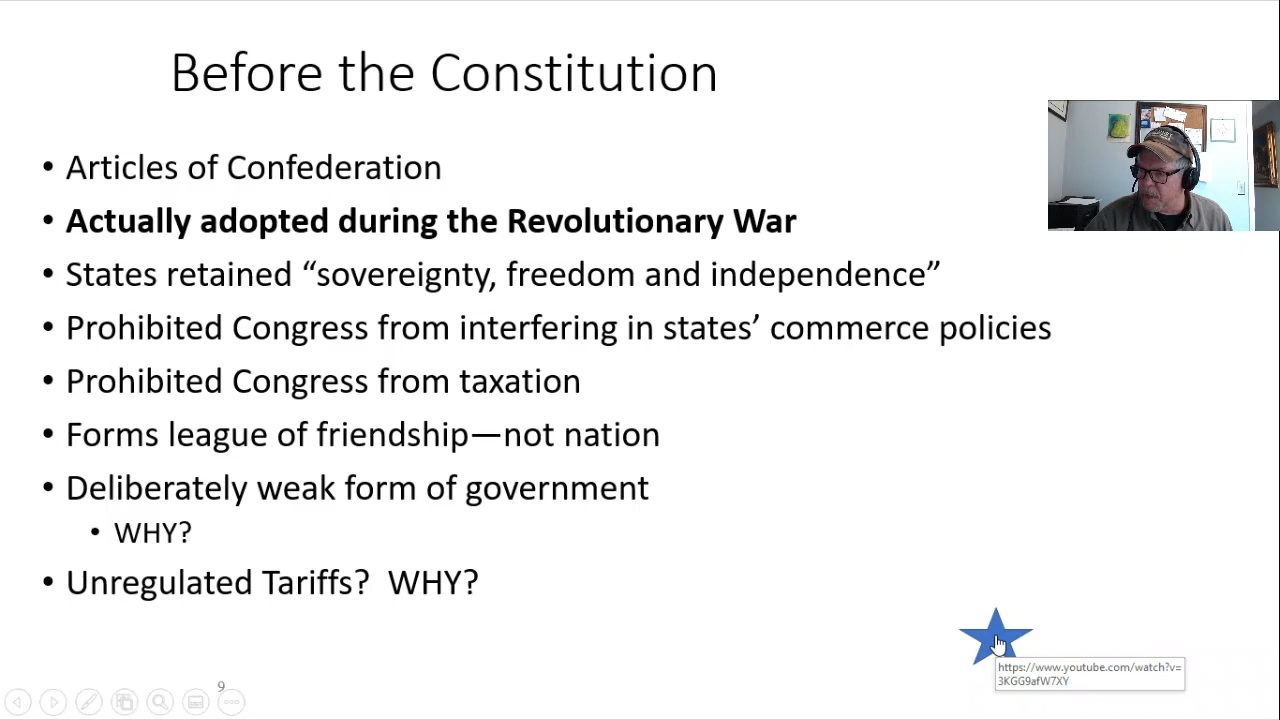 Before the Constitution
• Articles of Confederation
• Actually adopted during the Revolutionary War
• States retained “sovereignty, freedom and independence”
• Prohibited Congress from interfering in states’ commerce policies
• Prohibited Congress from taxation
• Forms league of friendship—not nation
• Deliberately weak form of government
• WHY?
• Unregulated Tariffs?  WHY?
https://www.youtube.com/watch?v=
3KGG9afW7XY
9